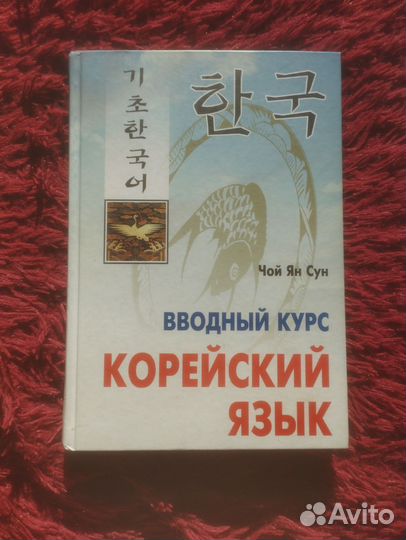 기초한국어
한국
Чой Ян Сун
ВВОДНЫЙ КУРС
КОРЕЙСКИЙ
ЯЗЫК
Avito